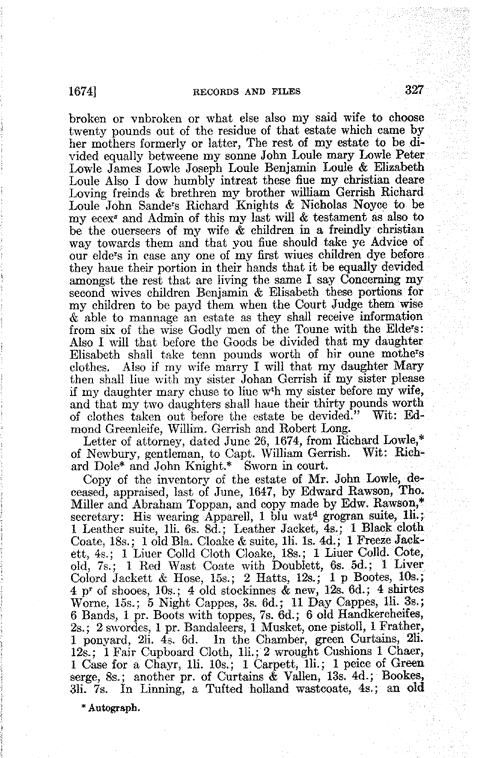 1674] RECORDS AND FILES 327
broken or vnbroken or what else also my said wife to choose
twenty pounds out of the residue of that estate which came by
her mothers formerly or latter, The rest of my estate to be di-
vided equally betweene my sonne John Loule mary Lowle Peter
Lowle James Lowle Joseph Loule Benjamin Loule & Elizabeth
Loule Also I dow humbly intreat these fiue my christian deare
Loving freinds & brethren my brother william Gerrish Richard
Loule John Sandeʳs Richard Knights & Nicholas Noyce to be
my ecexˢ and Admin of this my last will & testament as also to
be the ouerseers of my wife & children in a freindly christian
way towards them and that you fiue should take ye Advice of
our eldeʳs in case any one of my first wiues children dye before
they haue their portion in their hands that it be equally devided
amongst the rest that are living the same I say Concerning my
second wives children Benjamin & Elisabeth these portions for
my children to be payd them when the Court Judge them wise
& able to mannage an estate as they shall receive information
from six of the wise Godly men of the Toune with the Eldeʳs:
Also I will that before the Goods be divided that my daughter
Elisabeth shall take tenn pounds worth of hir oune motheʳs
clothes. Also if my wife marry I will that my daughter Mary
then shall liue with my sister Johan Gerrish if my sister please
if my daughter mary chuse to liue wᵗh my sister before my wife,
and that my two daughters shall haue their thirty pounds worth
of clothes taken out before the estate be devided." Wit: Ed-
mond Greenleife, Willim. Gerrish and Robert Long.
Letter of attorney, dated June 26, 1674, from Richard Lowle,*
of Newbury, gentleman, to Capt. William Gerrish. Wit: Rich-
ard Dole* and John Knight.* Sworn in court.
Copy of the inventory of the estate of Mr. John Lowle, de-
ceased, appraised, last of June, 1647, by Edward Rawson, Tho.
Miller and Abraham Toppan, and copy made by Edw. Rawson,*
secretary: His wearing Apparell, 1 blu watᵈ grogran suite, 1li.;
1 Leather suite, 1li. 6s. 8d.; Leather Jacket, 4s.; 1 Black cloth
Coate, 18s.; 1 old Bla. Cloake & suite, 1li. 1s. 4d.; 1 Freeze Jack-
ett, 4s.; 1 Liuer Colld Cloth Cloake, 18s.; 1 Liuer Colld. Cote,
old, 7s.; 1 Red Wast Coate with Doublett, 6s. 5d.; 1 Liver
Colord Jackett & Hose, 15s.; 2 Hatts, 12s.; 1 p Bootes, 10s.;
4 pʳ of shooes, 10s.; 4 old stockinnes & new, 12s. 6d.; 4 shirtes
Worne, 15s.; 5 Night Cappes, 3s. 6d.; 11 Day Cappes, 1li. 3s.;
6 Bands, 1 pr. Boots with toppes, 7s. 6d.; 6 old Handkercheifes,
2s.; 2 swordes, 1 pr. Bandaleers, 1 Musket, one pistoll, 1 Frather,
1 ponyard, 2li. 4s. 6d. In the Chamber, green Curtains, 2li.
12s.; 1 Fair Cupboard Cloth, 1li.; 2 wrought Cushions 1 Chaer,
1 Case for a Chayr, 1li. 10s.; 1 Carpett, 1li.; 1 peice of Green
serge, 8s.; another pr. of Curtains & Vallen, 13s. 4d.; Bookes,
3li. 7s. In Linning, a Tufted holland wastcoate, 4s.; an old
* Autograph.